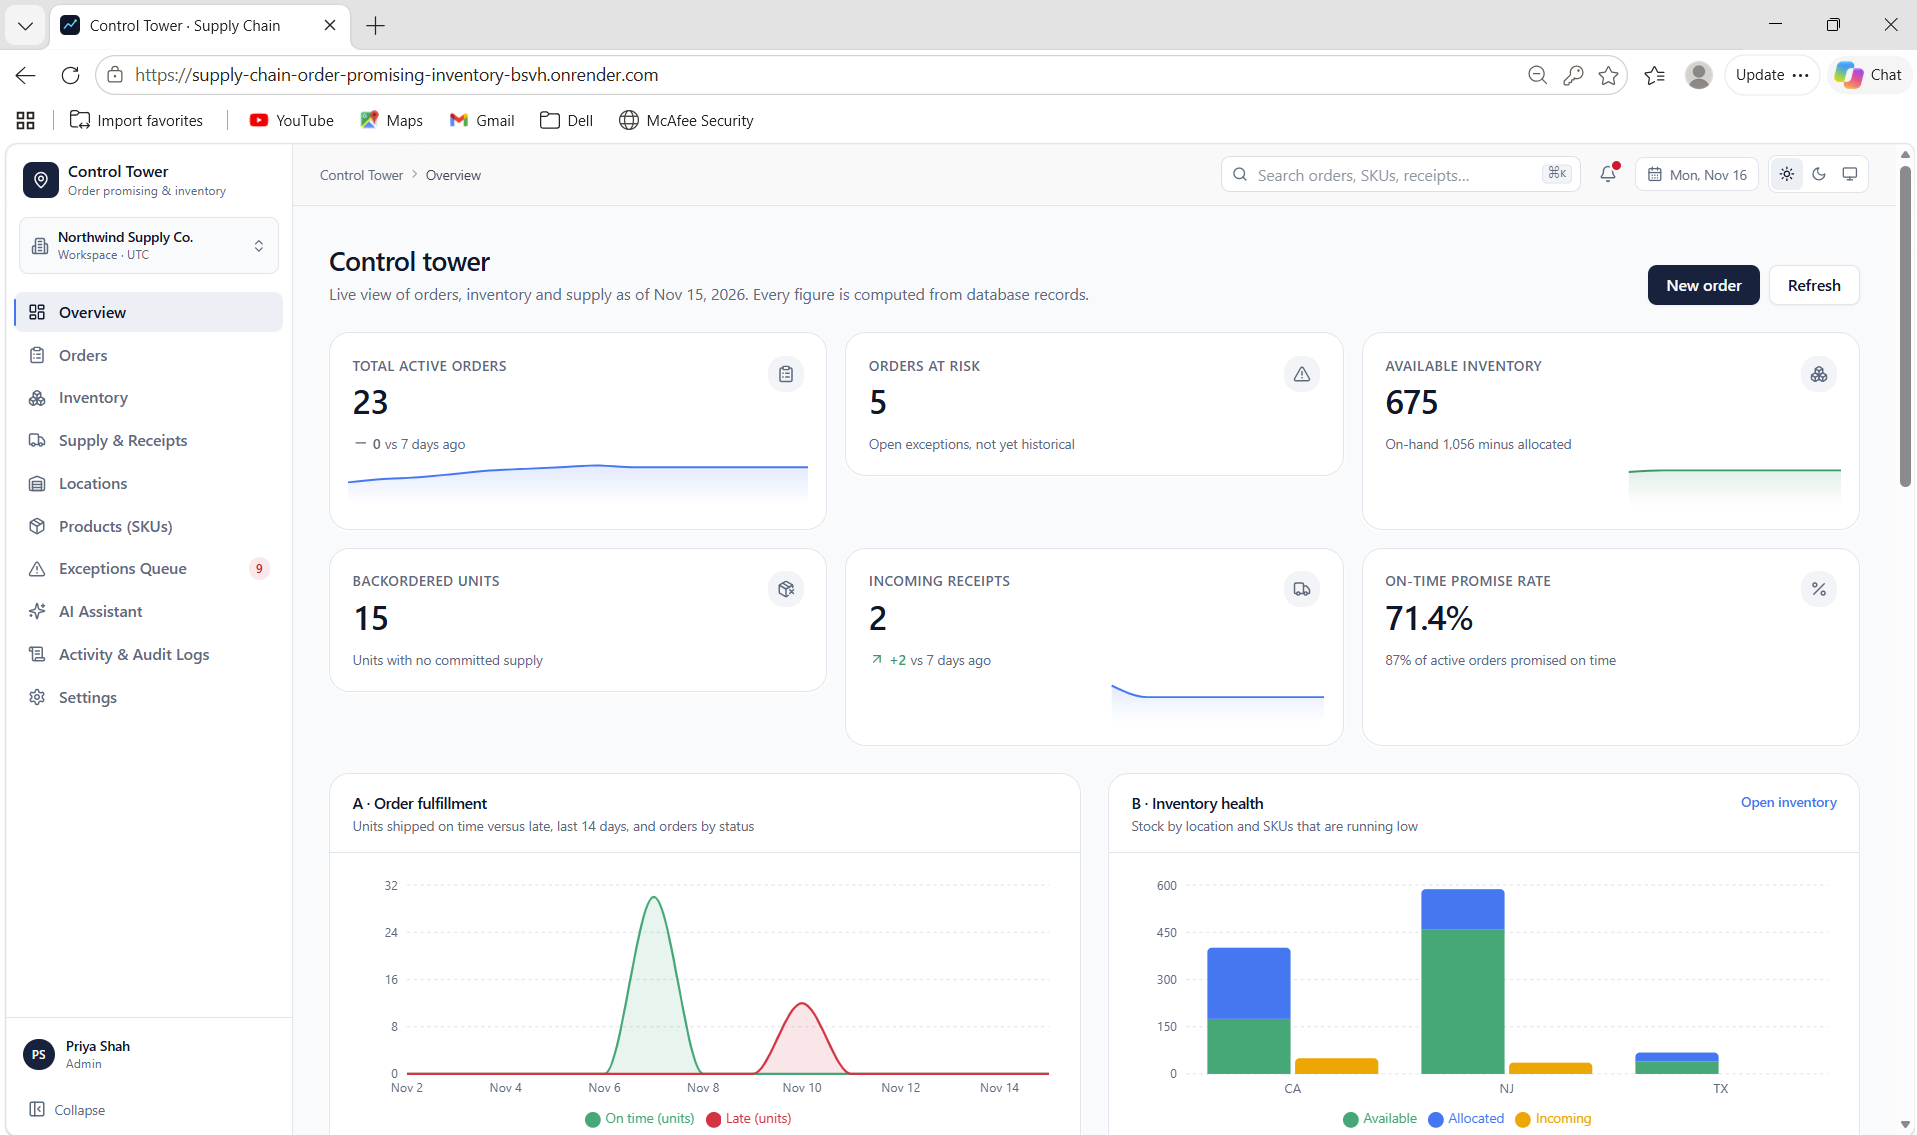 Control Tower · Supply Chain
https://supply-chain-order-promising-inventory-bsvh.onrender.com
Update
Chat
Import favorites
YouTube
Maps
Gmail
Dell
McAfee Security
Control Tower
Order promising & inventory
Northwind Supply Co.
Workspace · UTC
Overview
Orders
Inventory
Supply & Receipts
Locations
Products (SKUs)
Exceptions Queue 9
AI Assistant
Activity & Audit Logs
Settings
PS
Priya Shah
Admin
Collapse
Control Tower > Overview
Search orders, SKUs, receipts... ⌘K
Mon, Nov 16
Control tower
Live view of orders, inventory and supply as of Nov 15, 2026. Every figure is computed from database records.
New order
Refresh
TOTAL ACTIVE ORDERS
23
0 vs 7 days ago
ORDERS AT RISK
5
Open exceptions, not yet historical
AVAILABLE INVENTORY
675
On-hand 1,056 minus allocated
BACKORDERED UNITS
15
Units with no committed supply
INCOMING RECEIPTS
2
+2 vs 7 days ago
ON-TIME PROMISE RATE
71.4%
87% of active orders promised on time
A · Order fulfillment
Units shipped on time versus late, last 14 days, and orders by status
32
24
16
8
0
Nov 2 Nov 4 Nov 6 Nov 8 Nov 10 Nov 12 Nov 14
On time (units) Late (units)
B · Inventory health
Open inventory
Stock by location and SKUs that are running low
600
450
300
150
0
CA NJ TX
Available Allocated Incoming